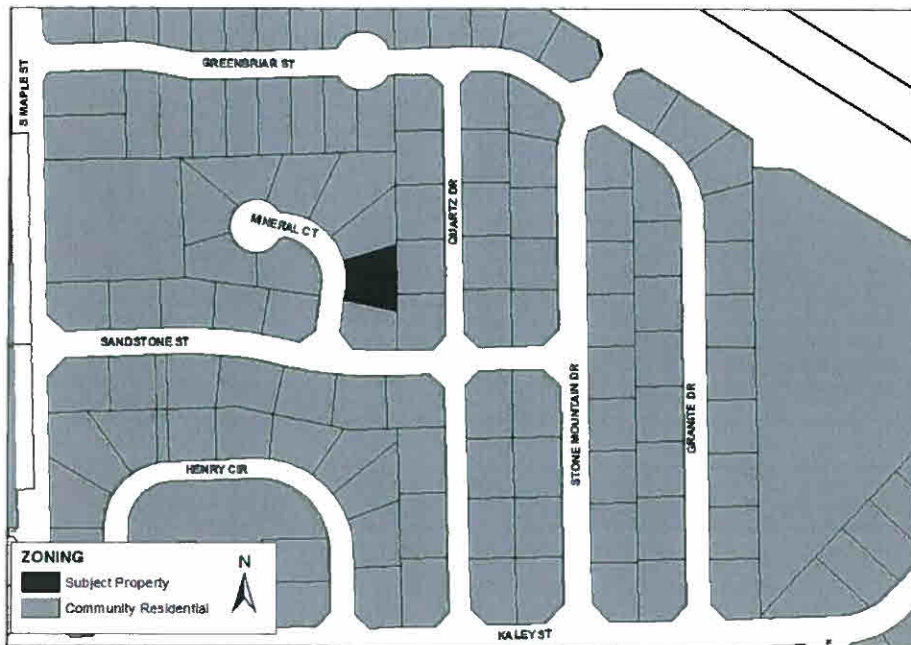 GREENBRIAR ST
S MAPLE ST
QUARTZ DR
MINERAL CT
SANDSTONE ST
STONE MOUNTAIN DR
GRANITE DR
HENRY CIR
ZONING
N
Subject Property
Community Residential
KALEY ST